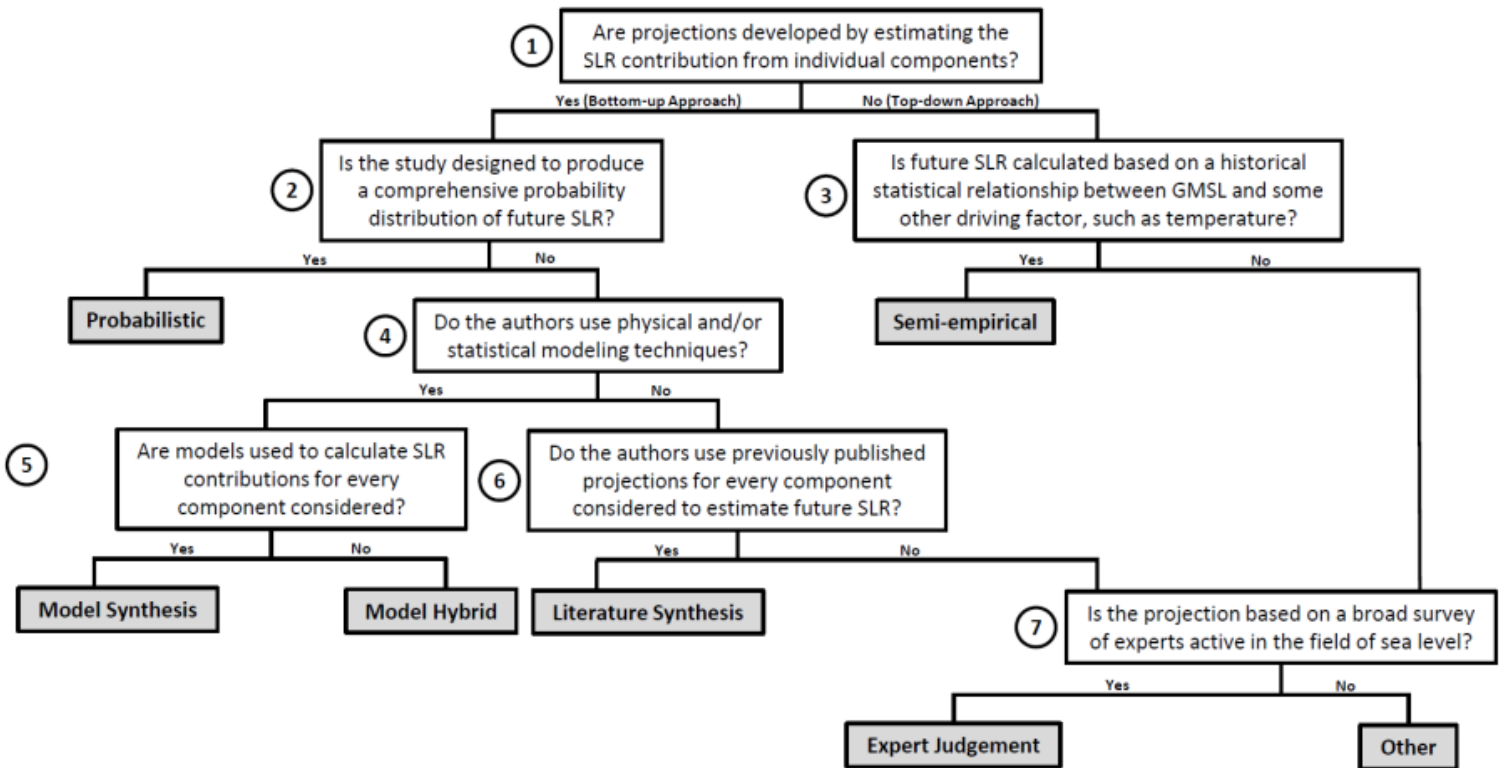 1
Are projections developed by estimating the
SLR contribution from individual components?
Yes (Bottom-up Approach)
No (Top-down Approach)
2
Is the study designed to produce
a comprehensive probability
distribution of future SLR?
3
Is future SLR calculated based on a historical
statistical relationship between GMSL and some
other driving factor, such as temperature?
Yes
No
Yes
No
Probabilistic
Semi-empirical
4
Do the authors use physical and/or
statistical modeling techniques?
Yes
No
5
Are models used to calculate SLR
contributions for every
component considered?
6
Do the authors use previously published
projections for every component
considered to estimate future SLR?
Yes
No
Yes
No
Model Synthesis
Model Hybrid
Literature Synthesis
7
Is the projection based on a broad survey
of experts active in the field of sea level?
Yes
No
Expert Judgement
Other